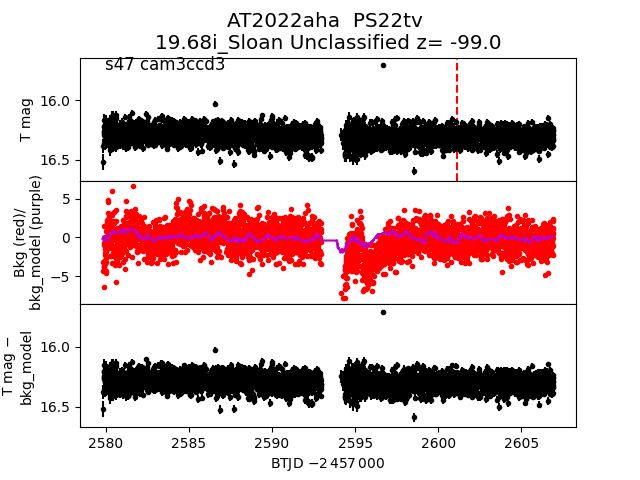 AT2022aha  PS22tv
19.68i_Sloan Unclassified z= -99.0
s47 cam3ccd3
T mag
16.0
16.5
Bkg (red)/
bkg_model (purple)
5
0
−5
T mag −
bkg_model
16.0
16.5
2580 2585 2590 2595 2600 2605
BTJD −2 457 000